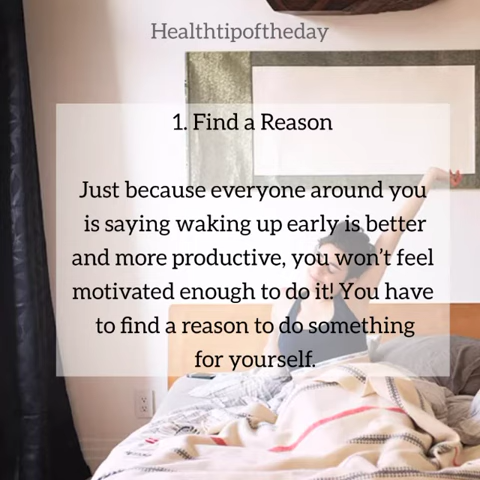 Healthtipoftheday
1. Find a Reason
Just because everyone around you
is saying waking up early is better
and more productive, you won’t feel
motivated enough to do it! You have
to find a reason to do something
for yourself.